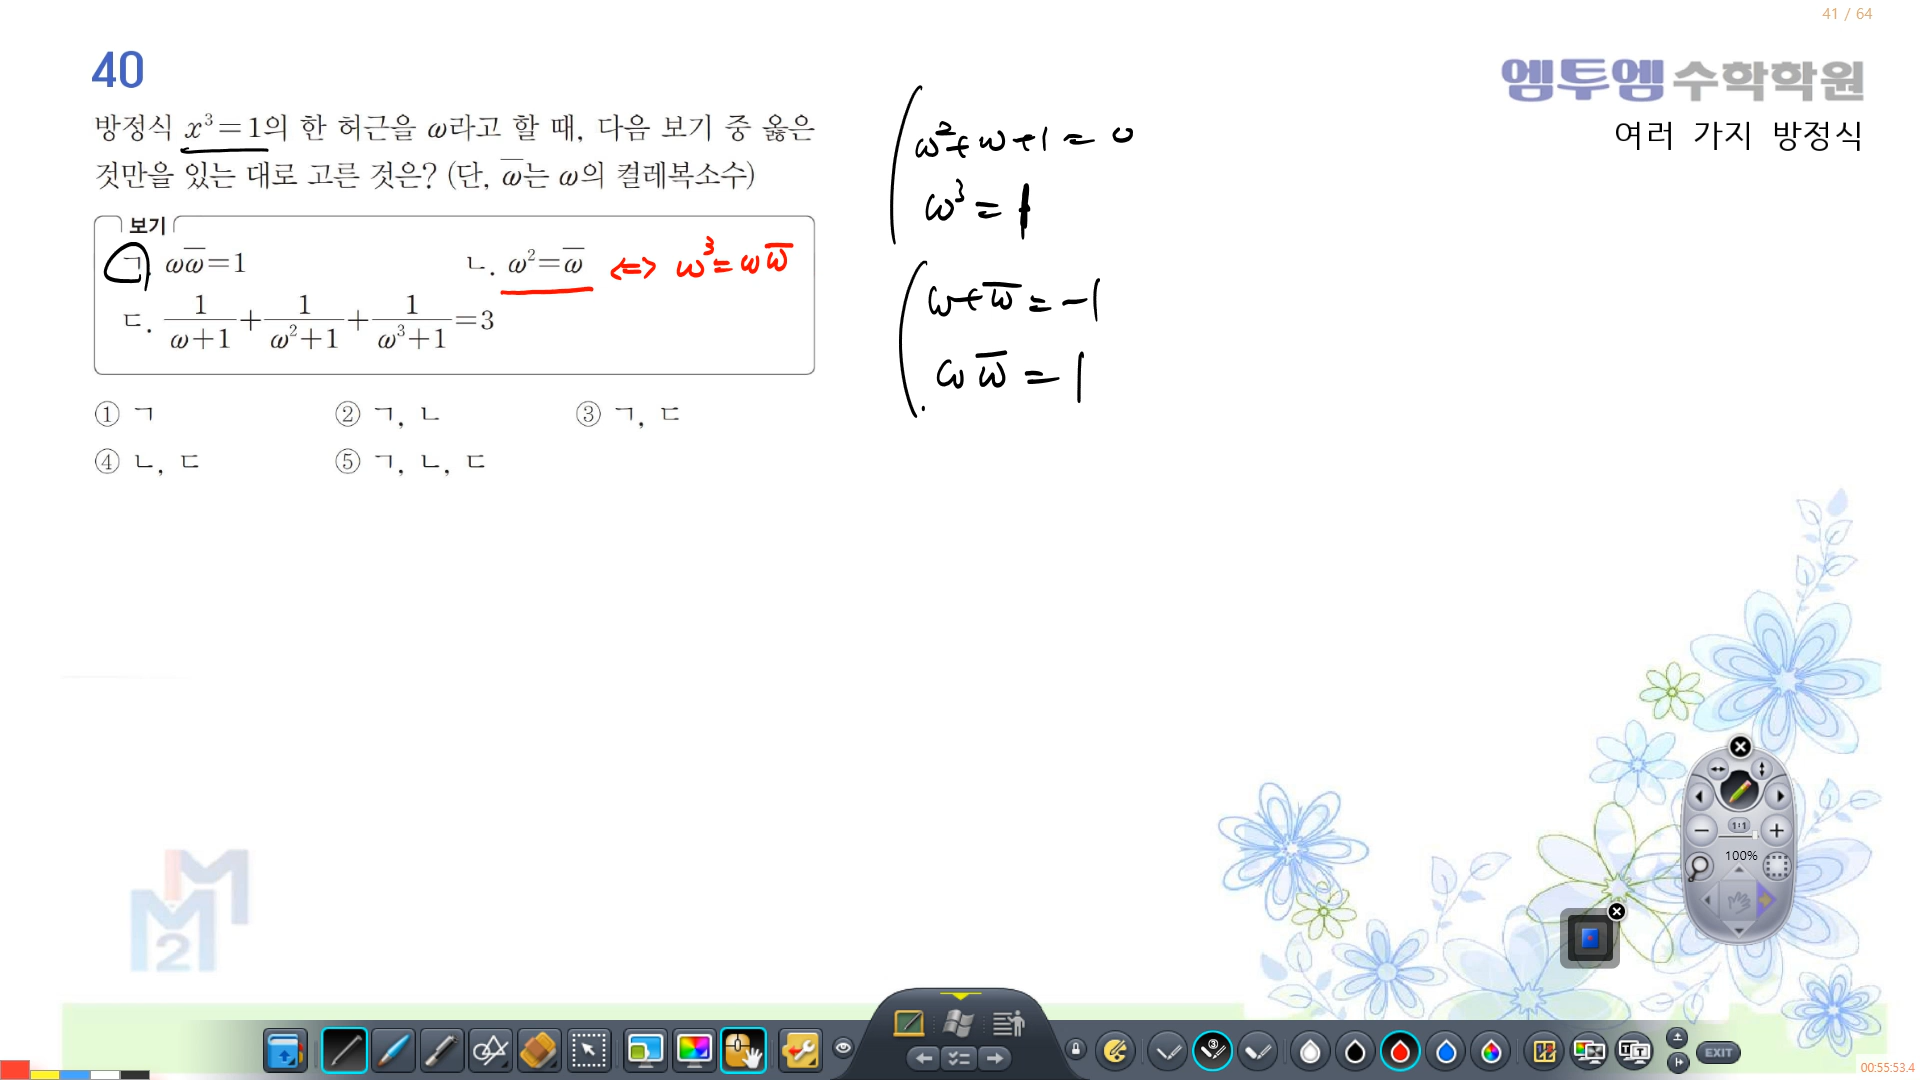 41 / 64
40
엠투엠수학학원
여러 가지 방정식
방정식 x³=1의 한 허근을 ω라고 할 때, 다음 보기 중 옳은
것만을 있는 대로 고른 것은? (단, ω̅는 ω의 켤레복소수)
보기
ㄱ. ωω̅=1
ㄴ. ω²=ω̅ ⇔ ω³=ωω̅
ㄷ. 1/(ω+1) + 1/(ω²+1) + 1/(ω³+1) =3
① ㄱ ② ㄱ, ㄴ ③ ㄱ, ㄷ
④ ㄴ, ㄷ ⑤ ㄱ, ㄴ, ㄷ
ω²+ω+1=0
ω³=1
ω+ω̅=-1
ωω̅=1
1:1
100%
M M 2
EXIT
00:55:53.4